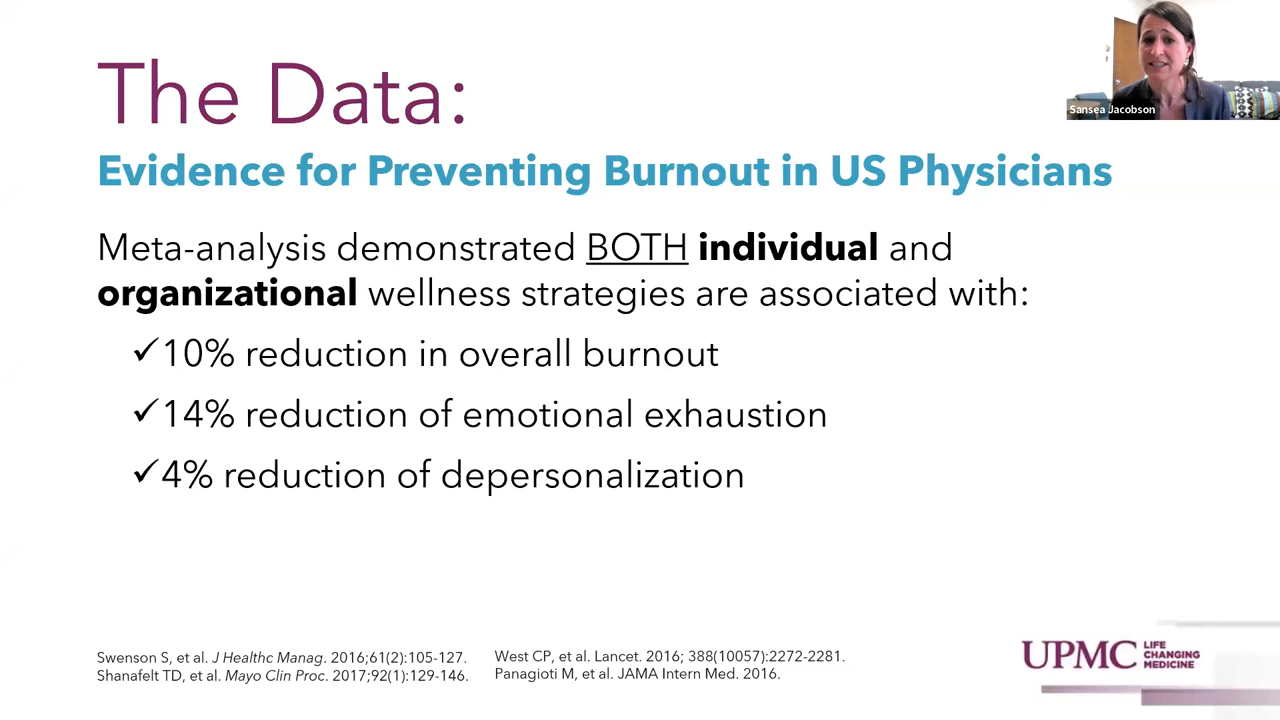 The Data:
Sansea Jacobson
Evidence for Preventing Burnout in US Physicians
Meta-analysis demonstrated BOTH individual and
organizational wellness strategies are associated with:
✓10% reduction in overall burnout
✓14% reduction of emotional exhaustion
✓4% reduction of depersonalization
Swenson S, et al. J Healthc Manag. 2016;61(2):105-127.
Shanafelt TD, et al. Mayo Clin Proc. 2017;92(1):129-146.
West CP, et al. Lancet. 2016; 388(10057):2272-2281.
Panagioti M, et al. JAMA Intern Med. 2016.
UPMC
LIFE
CHANGING
MEDICINE